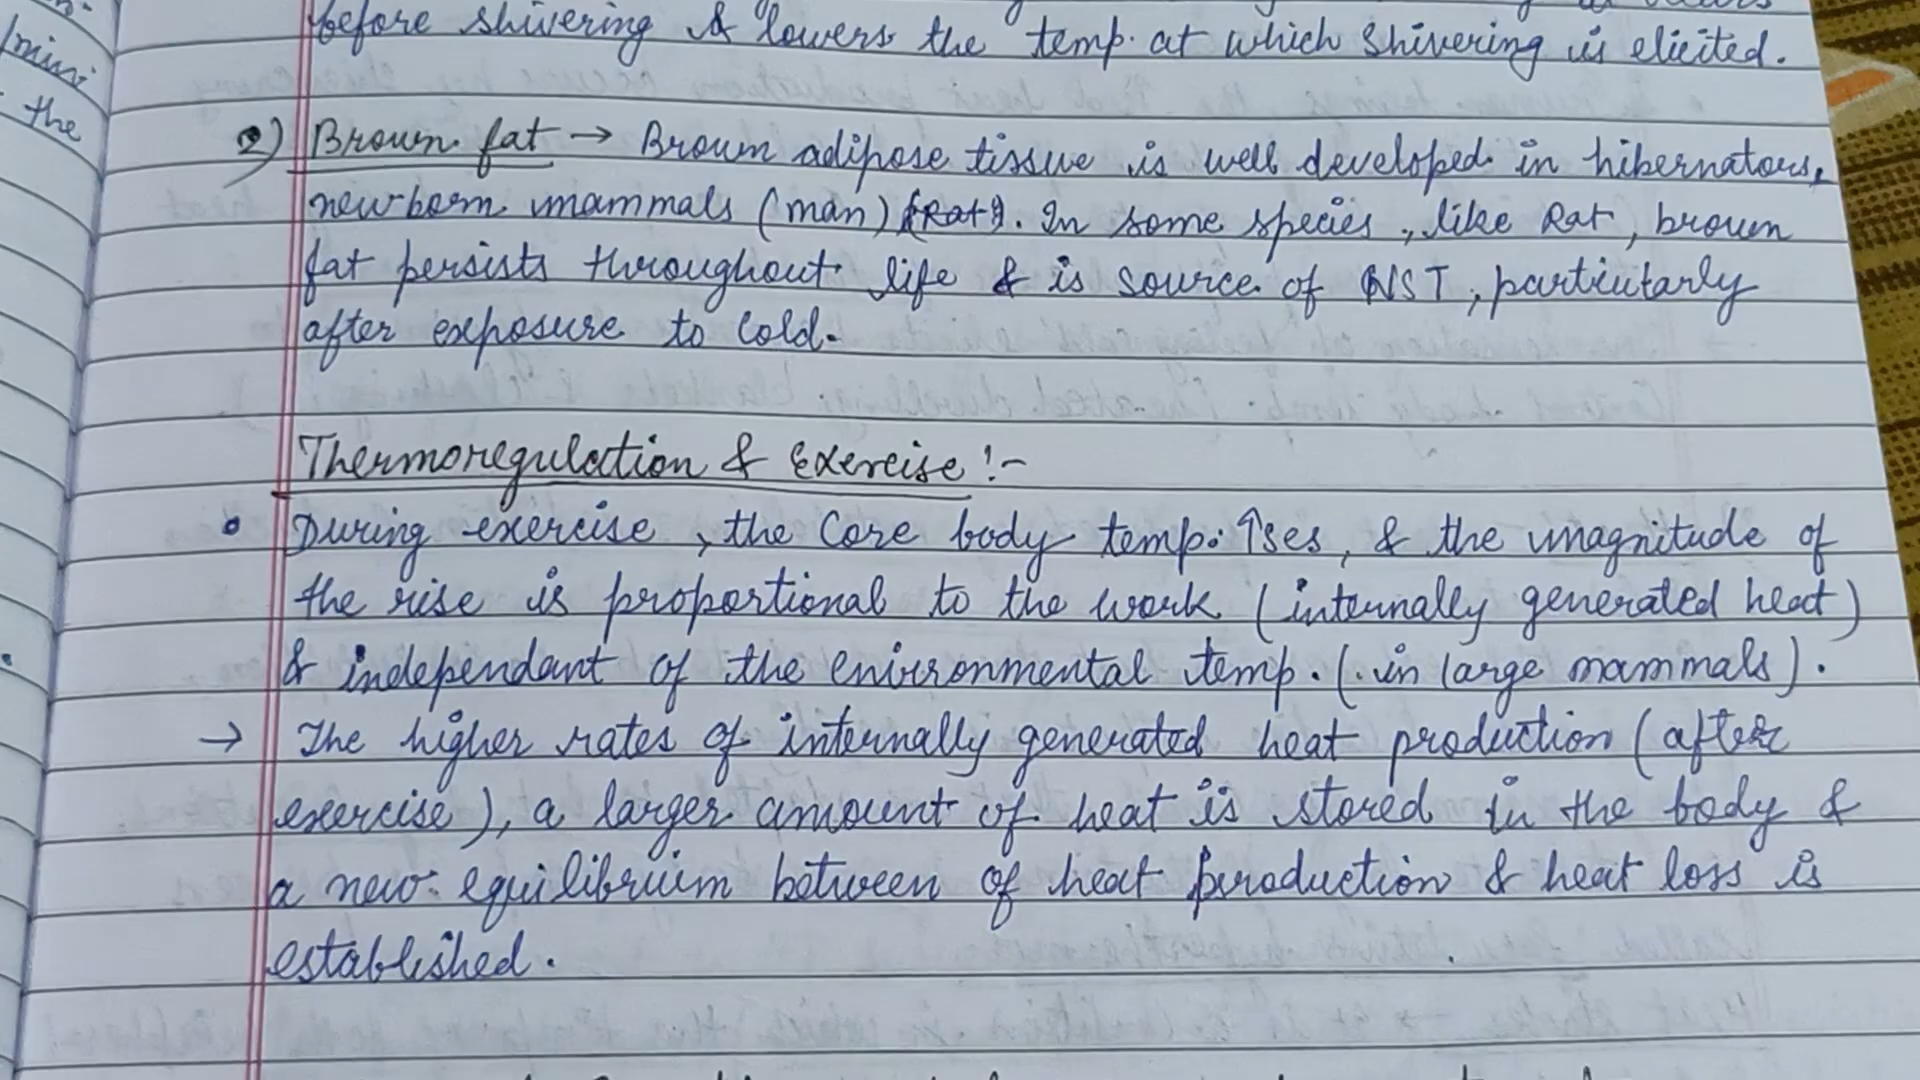 mini
the
before shivering & lowers the temp. at which shivering is elicited.
2) Brown fat → Brown adipose tissue is well developed in hibernators,
newborn mammals (man) (Rat). In some species, like Rat, brown
fat persists throughout life & is source of NST, particularly
after exposure to cold.
Thermoregulation & Exercise :-
• During exercise, the core body temp. ↑ses, & the magnitude of
the rise is proportional to the work (internally generated heat)
& independant of the enironmental temp. (in large mammals).
→ The higher rates of internally generated heat production (after
exercise), a larger amount of heat is stored in the body &
a new equilibrium between of heat production & heat loss is
established.